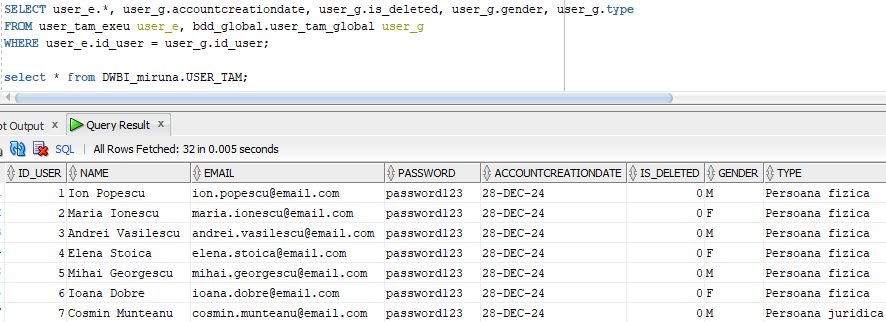 SELECT user_e.*, user_g.accountcreationdate, user_g.is_deleted, user_g.gender, user_g.type
FROM user_tam_exeu user_e, bdd_global.user_tam_global user_g
WHERE user_e.id_user = user_g.id_user;
select * from DWBI_miruna.USER_TAM;
ot Output x Query Result x
SQL | All Rows Fetched: 32 in 0.005 seconds
ID_USER NAME EMAIL PASSWORD ACCOUNTCREATIONDATE IS_DELETED GENDER TYPE
1 Ion Popescu ion.popescu@email.com password123 28-DEC-24 0 M Persoana fizica
2 Maria Ionescu maria.ionescu@email.com password123 28-DEC-24 0 F Persoana fizica
3 Andrei Vasilescu andrei.vasilescu@email.com password123 28-DEC-24 0 M Persoana fizica
4 Elena Stoica elena.stoica@email.com password123 28-DEC-24 0 F Persoana fizica
5 Mihai Georgescu mihai.georgescu@email.com password123 28-DEC-24 0 M Persoana fizica
6 Ioana Dobre ioana.dobre@email.com password123 28-DEC-24 0 F Persoana fizica
7 Cosmin Munteanu cosmin.munteanu@email.com password123 28-DEC-24 0 M Persoana juridica